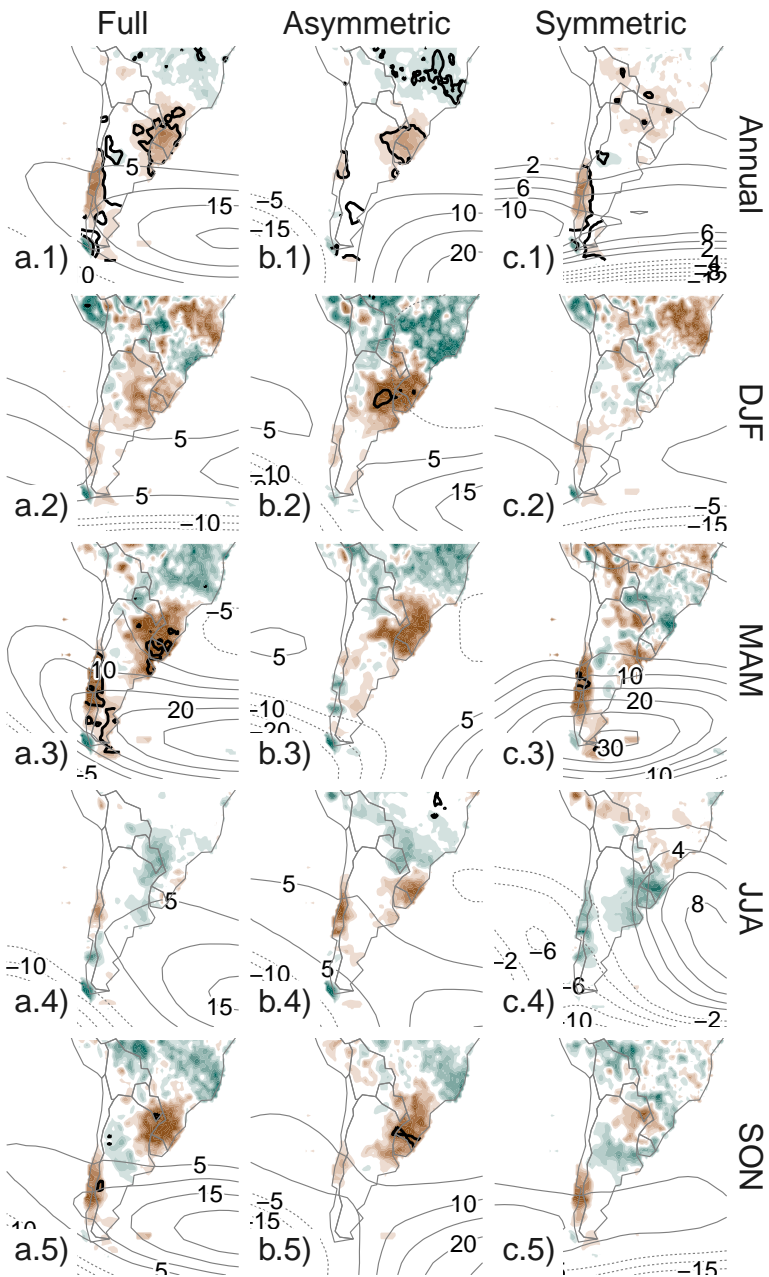 Full Asymmetric Symmetric
5 15 0 a.1)
−5 −15 10 20 b.1)
2 6 10 6 2 c.1) Annual
5 5 −10 a.2)
5 −10 5 15 b.2)
−5 −15 c.2) DJF
−5 10 20 −5 a.3)
5 −10 −20 5 b.3)
10 20 30 10 c.3) MAM
5 −10 15 a.4)
5 −10 5 b.4)
4 8 −6 −2 −6 −10 −2 c.4) JJA
5 15 10 5 a.5)
−5 −15 10 20 b.5)
−15 c.5) SON